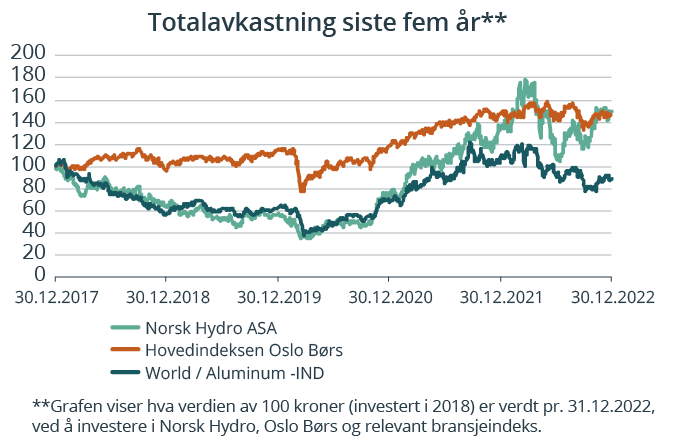 Totalavkastning siste fem år**
200
180
160
140
120
100
80
60
40
20
0
30.12.2017 30.12.2018 30.12.2019 30.12.2020 30.12.2021 30.12.2022
Norsk Hydro ASA
Hovedindeksen Oslo Børs
World / Aluminum -IND
**Grafen viser hva verdien av 100 kroner (investert i 2018) er verdt pr. 31.12.2022,
ved å investere i Norsk Hydro, Oslo Børs og relevant bransjeindeks.